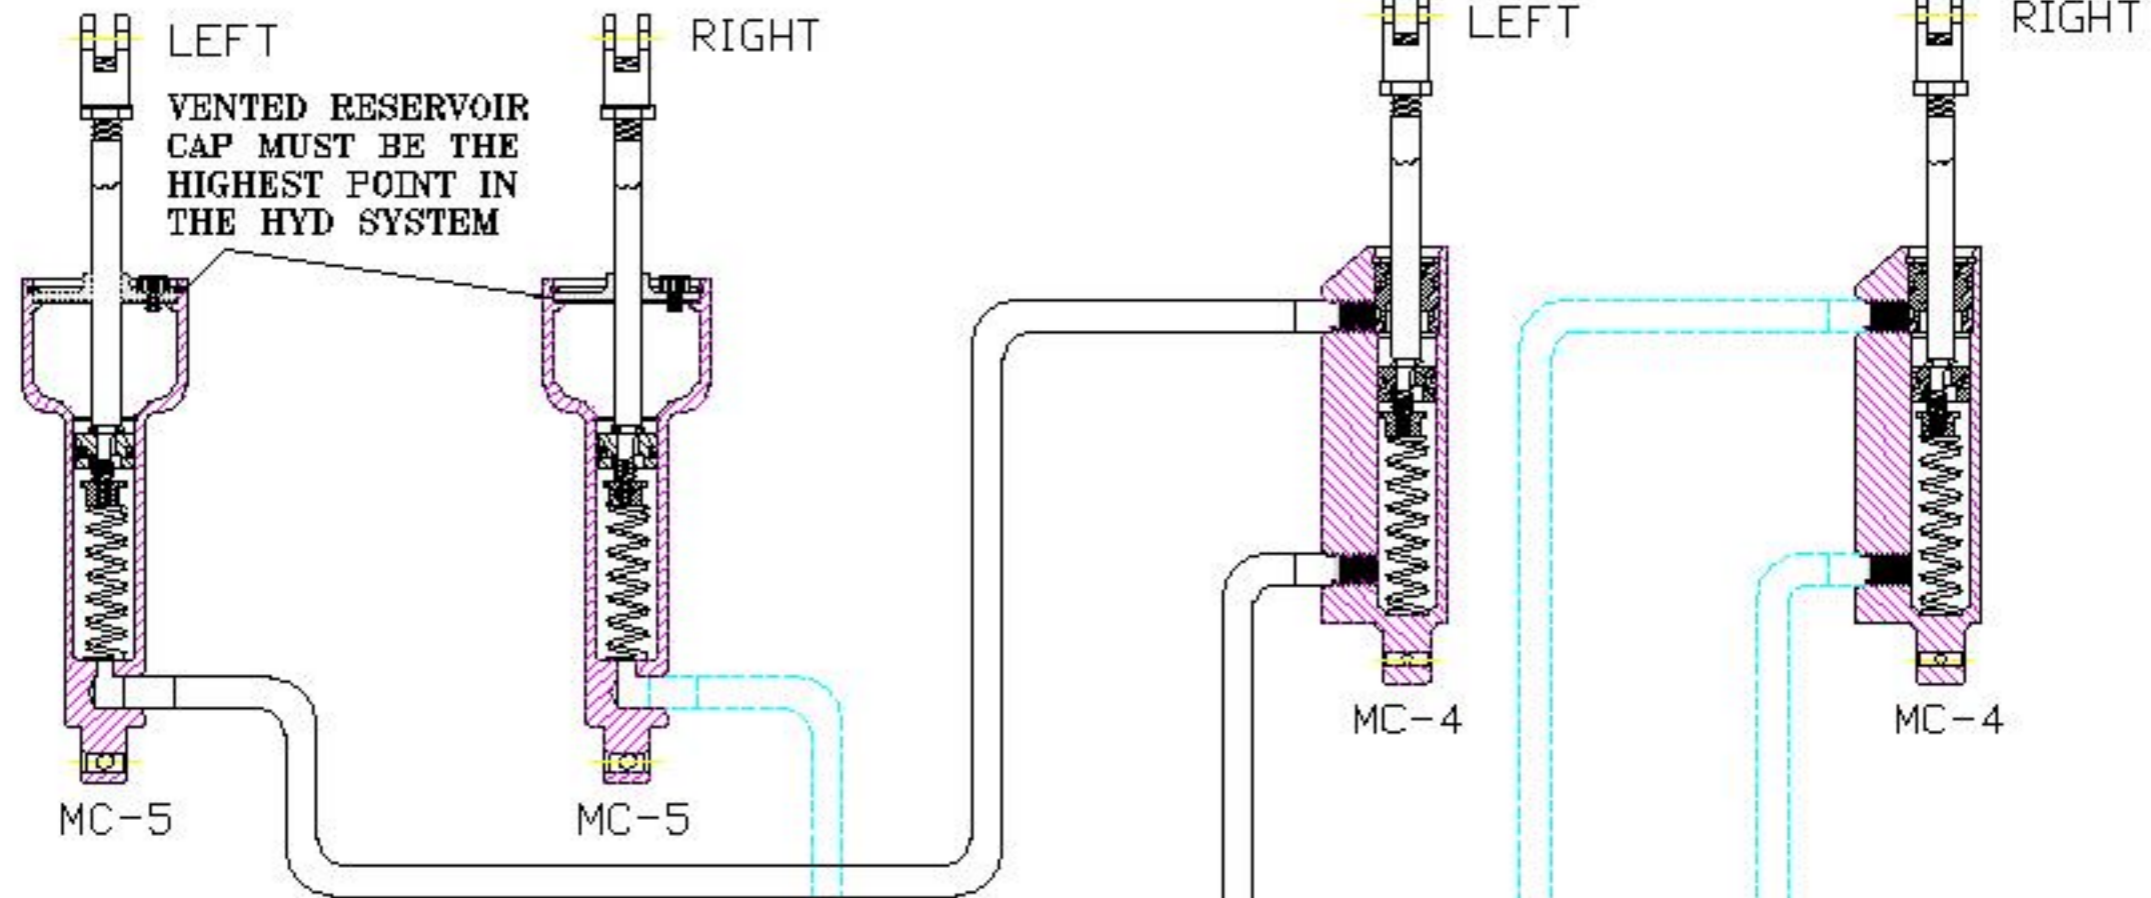 LEFT
RIGHT
LEFT
RIGHT
VENTED RESERVOIR
CAP MUST BE THE
HIGHEST POINT IN
THE HYD SYSTEM
MC-4
MC-4
MC-5
MC-5